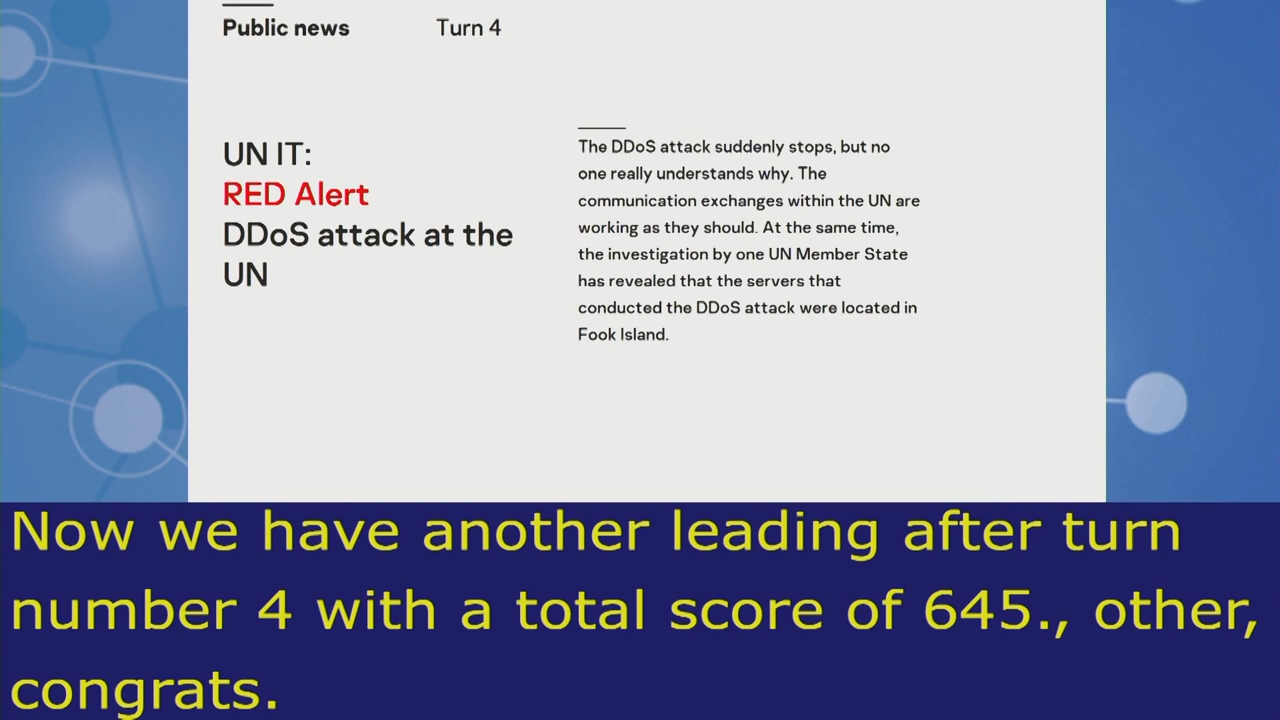 Public news
Turn 4
UN IT:
RED Alert
DDoS attack at the
UN
The DDoS attack suddenly stops, but no
one really understands why. The
communication exchanges within the UN are
working as they should. At the same time,
the investigation by one UN Member State
has revealed that the servers that
conducted the DDoS attack were located in
Fook Island.
Now we have another leading after turn
number 4 with a total score of 645., other,
congrats.